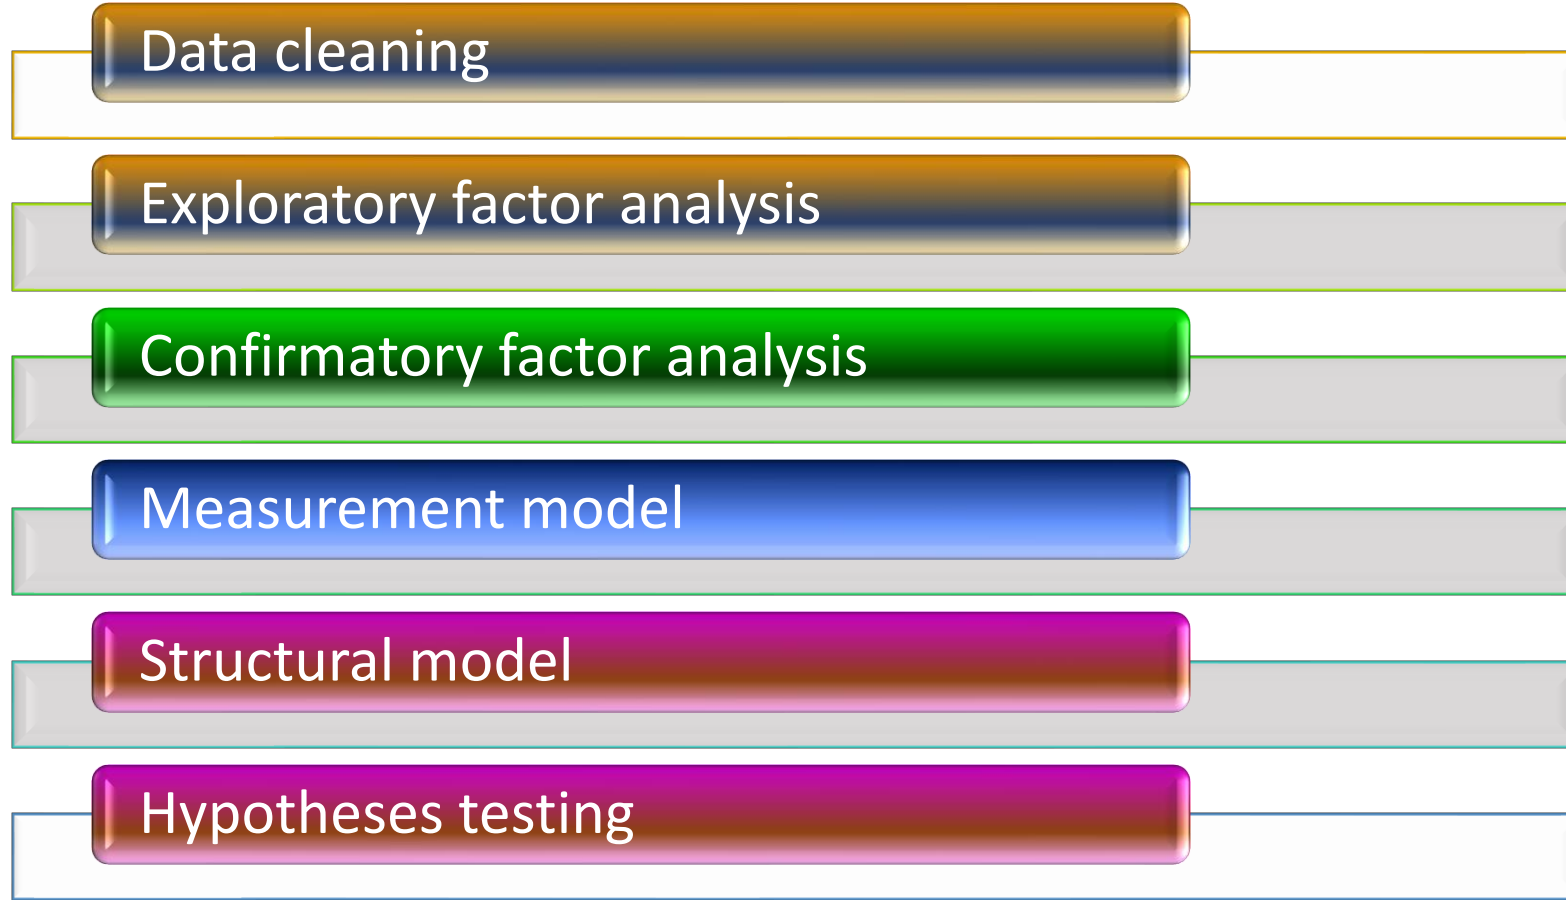 Data cleaning
Exploratory factor analysis
Confirmatory factor analysis
Measurement model
Structural model
Hypotheses testing